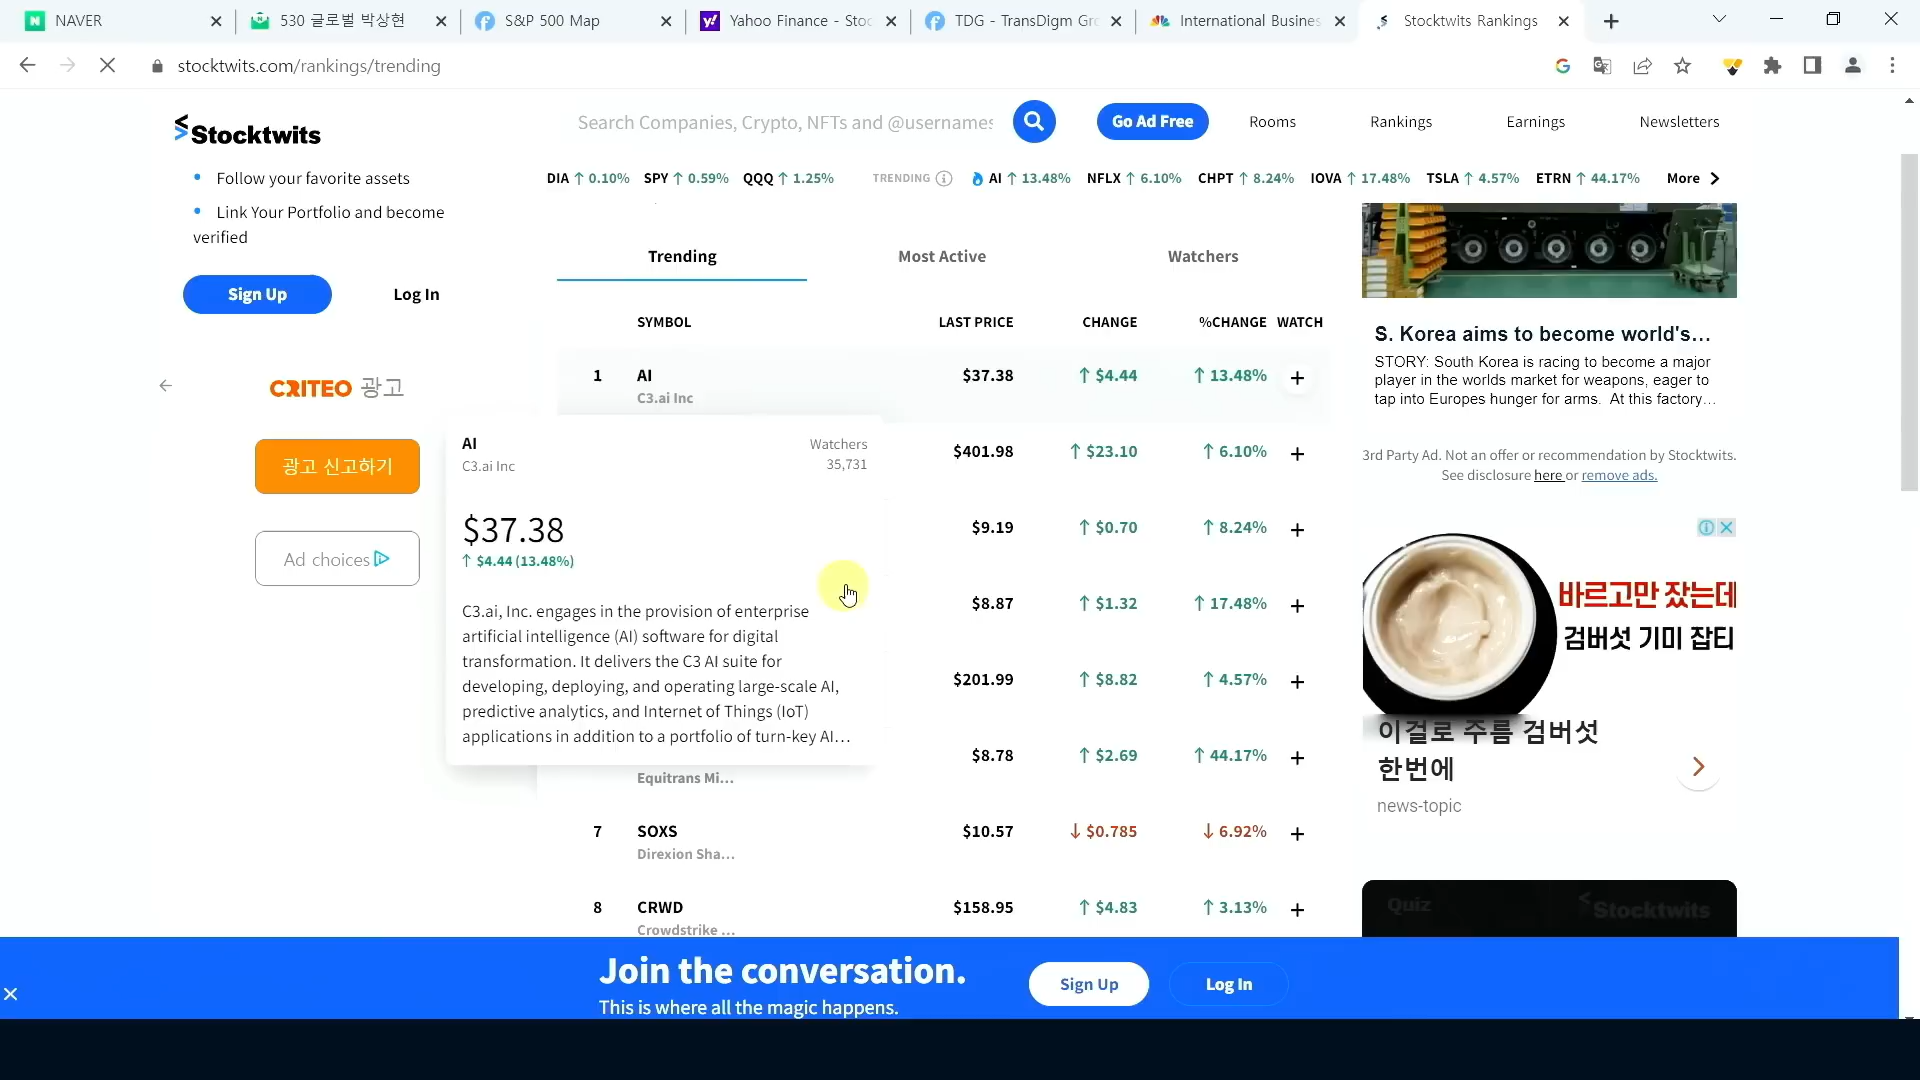 NAVER
530 글로벌 박상현
S&P 500 Map
Yahoo Finance - Stoc
TDG - TransDigm Gr
International Busines
Stocktwits Rankings
stocktwits.com/rankings/trending
Stocktwits
Search Companies, Crypto, NFTs and @usernames
Go Ad Free
Rooms
Rankings
Earnings
Newsletters
DIA ↑ 0.10% SPY ↑ 0.59% QQQ ↑ 1.25% TRENDING AI ↑ 13.48% NFLX ↑ 6.10% CHPT ↑ 8.24% IOVA ↑ 17.48% TSLA ↑ 4.57% ETRN ↑ 44.17% More
• Follow your favorite assets
• Link Your Portfolio and become
verified
Sign Up
Log In
CRITEO 광고
광고 신고하기
Ad choices
Trending
Most Active
Watchers
SYMBOL LAST PRICE CHANGE %CHANGE WATCH
1 AI $37.38 ↑ $4.44 ↑ 13.48% +
C3.ai Inc
$401.98 ↑ $23.10 ↑ 6.10% +
$9.19 ↑ $0.70 ↑ 8.24% +
$8.87 ↑ $1.32 ↑ 17.48% +
$201.99 ↑ $8.82 ↑ 4.57% +
$8.78 ↑ $2.69 ↑ 44.17% +
Equitrans Mi...
7 SOXS $10.57 ↓ $0.785 ↓ 6.92% +
Direxion Sha...
8 CRWD $158.95 ↑ $4.83 ↑ 3.13% +
Crowdstrike ...
AI
C3.ai Inc
Watchers
35,731
$37.38
↑ $4.44 (13.48%)
C3.ai, Inc. engages in the provision of enterprise
artificial intelligence (AI) software for digital
transformation. It delivers the C3 AI suite for
developing, deploying, and operating large-scale AI,
predictive analytics, and Internet of Things (IoT)
applications in addition to a portfolio of turn-key AI...
S. Korea aims to become world's...
STORY: South Korea is racing to become a major
player in the worlds market for weapons, eager to
tap into Europes hunger for arms. At this factory...
3rd Party Ad. Not an offer or recommendation by Stocktwits.
See disclosure here or remove ads.
바르고만 잤는데
검버섯 기미 잡티
이걸로 주름 검버섯
한번에
news-topic
Quiz
Stocktwits
Join the conversation.
This is where all the magic happens.
Sign Up
Log In